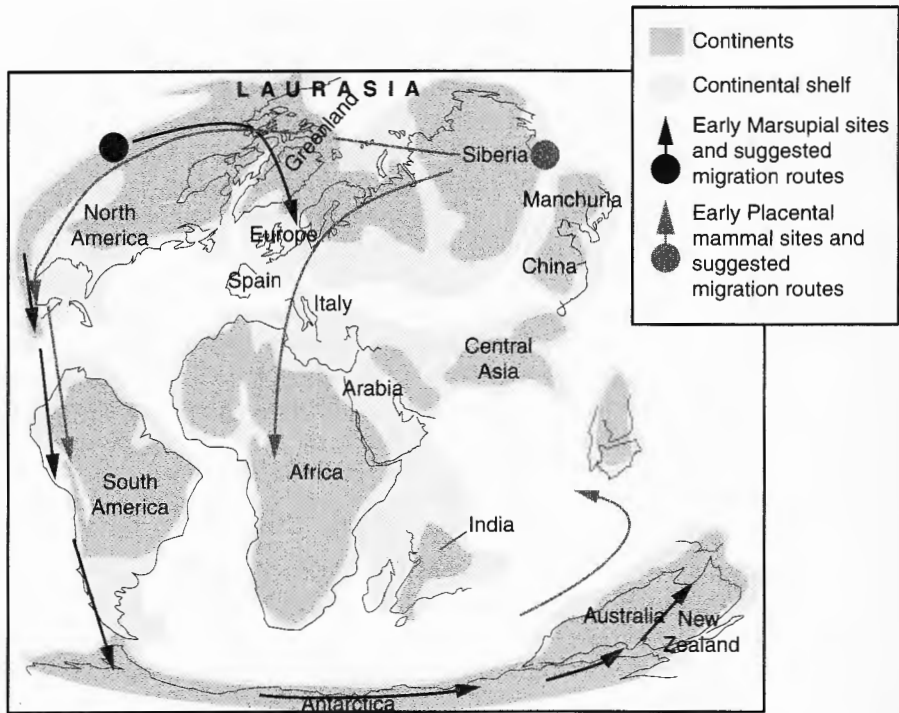 Continents
Continental shelf
Early Marsupial sites
and suggested
migration routes
Early Placental
mammal sites and
suggested
migration routes
LAURASIA
Greenland
Siberia
North
America
Manchuria
Europe
China
Spain
Italy
Central
Asia
Arabia
Africa
South
America
India
Australia
New
Zealand
Antarctica